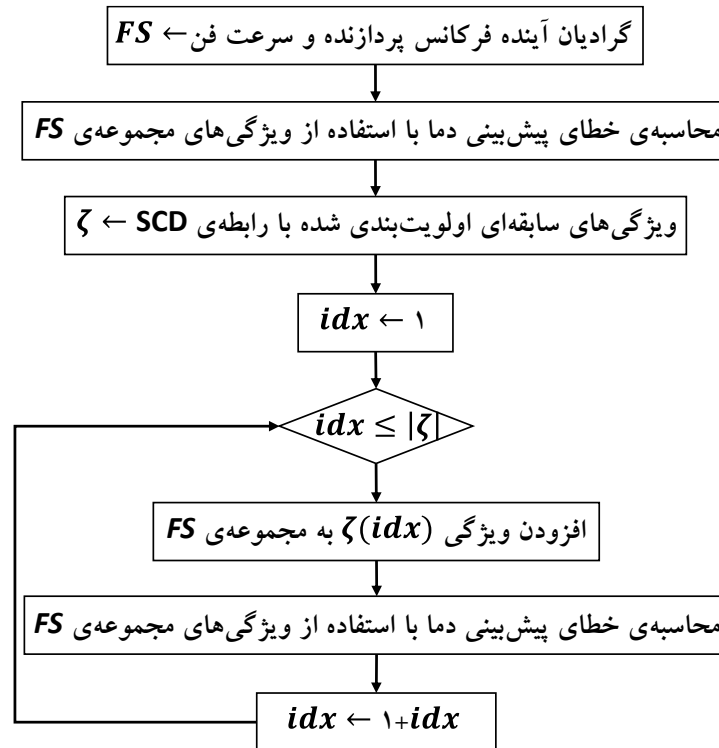 گرادیان آینده فرکانس پردازنده و سرعت فن → FS
محاسبه‌ی خطای پیش‌بینی دما با استفاده از ویژگی‌های مجموعه‌ی FS
ویژگی‌های سابقه‌ای اولویت‌بندی شده با رابطه‌ی ζ ← SCD
idx ← ۱
idx ≤ |ζ|
افزودن ویژگی ζ(idx) به مجموعه‌ی FS
محاسبه‌ی خطای پیش‌بینی دما با استفاده از ویژگی‌های مجموعه‌ی FS
idx ← ۱+idx